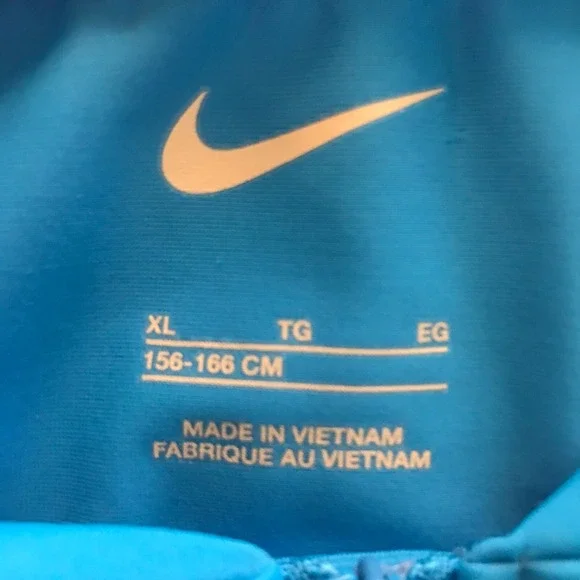 XL TG EG
156-166 CM
MADE IN VIETNAM
FABRIQUE AU VIETNAM